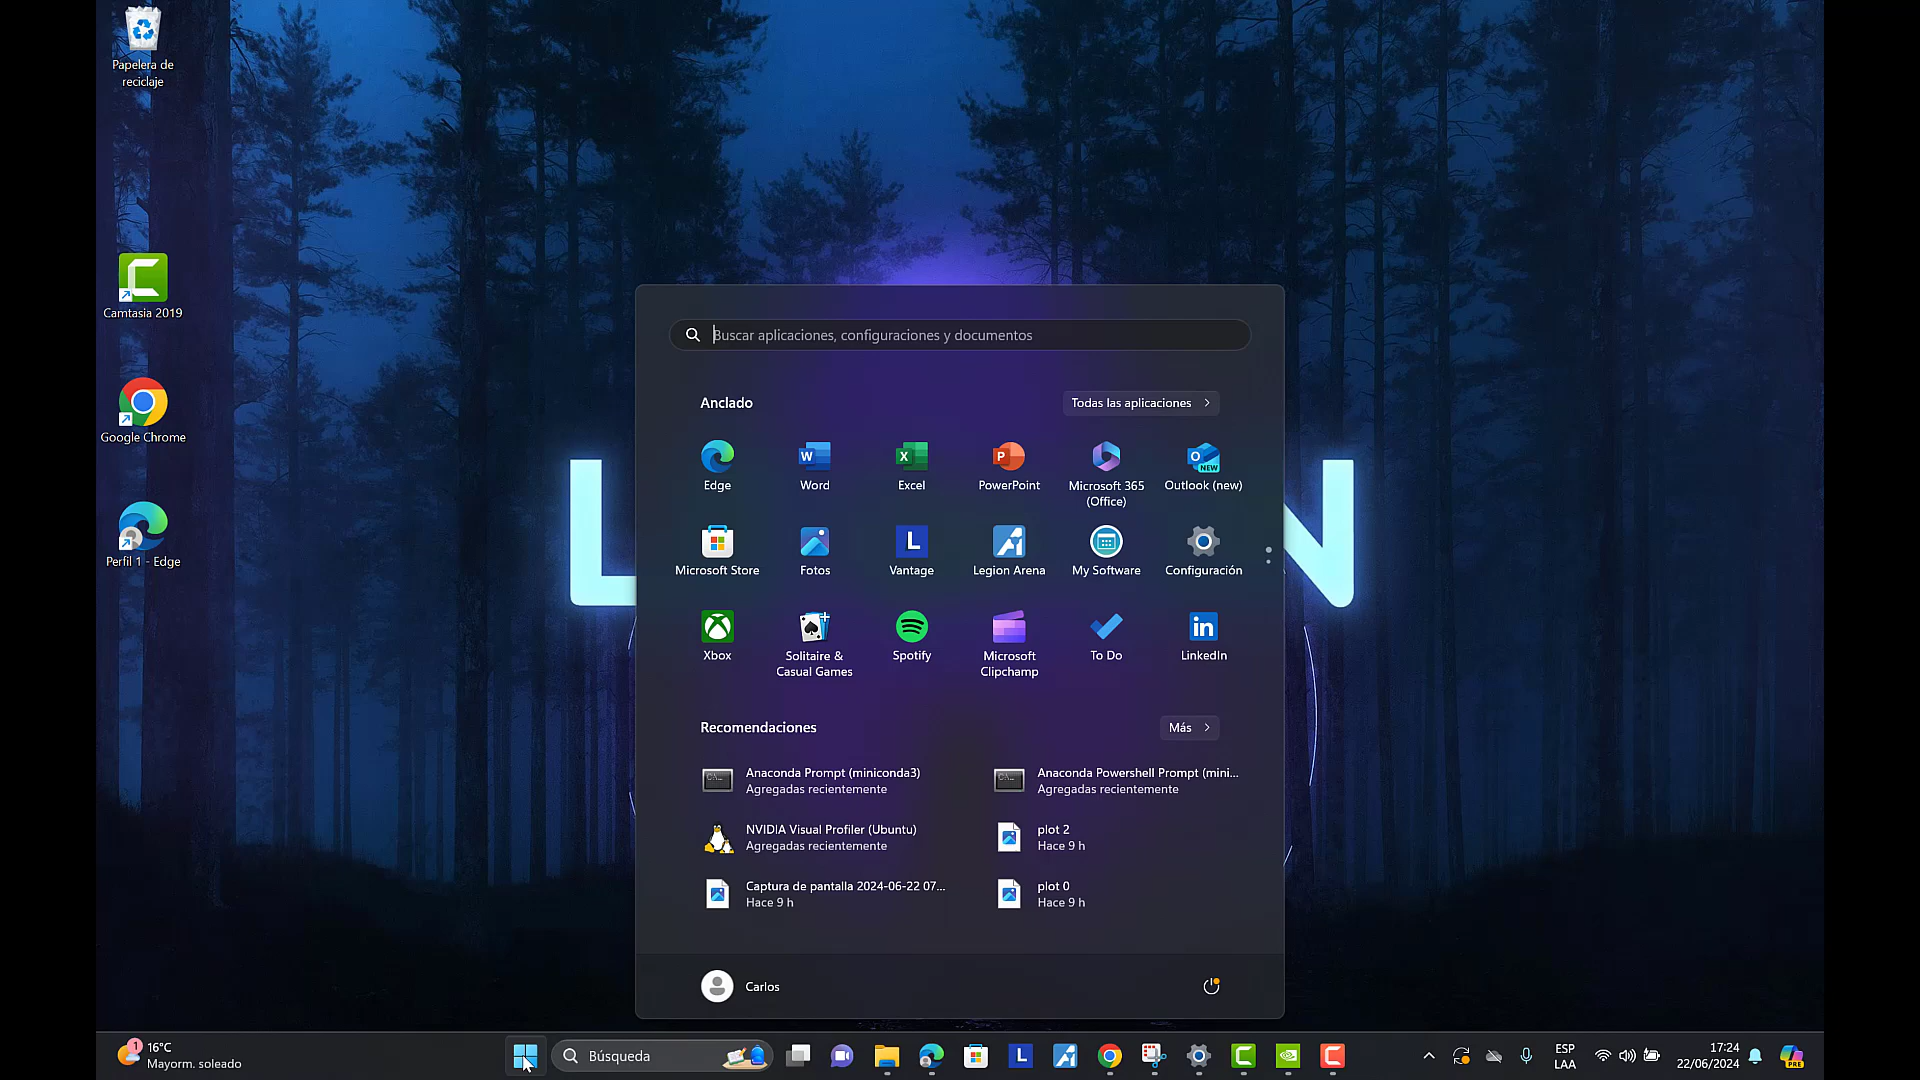 Papelera de
reciclaje
Camtasia 2019
Google Chrome
Perfil 1 - Edge
L
N
Buscar aplicaciones, configuraciones y documentos
Anclado
Todas las aplicaciones
Edge
Word
Excel
PowerPoint
Microsoft 365
(Office)
Outlook (new)
Microsoft Store
Fotos
Vantage
Legion Arena
My Software
Configuración
Xbox
Solitaire &
Casual Games
Spotify
Microsoft
Clipchamp
To Do
LinkedIn
Recomendaciones
Más
Anaconda Prompt (miniconda3)
Agregadas recientemente
Anaconda Powershell Prompt (mini...
Agregadas recientemente
NVIDIA Visual Profiler (Ubuntu)
Agregadas recientemente
plot 2
Hace 9 h
Captura de pantalla 2024-06-22 07...
Hace 9 h
plot 0
Hace 9 h
Carlos
1
16°C
Mayorm. soleado
Búsqueda
ESP
LAA
17:24
22/06/2024